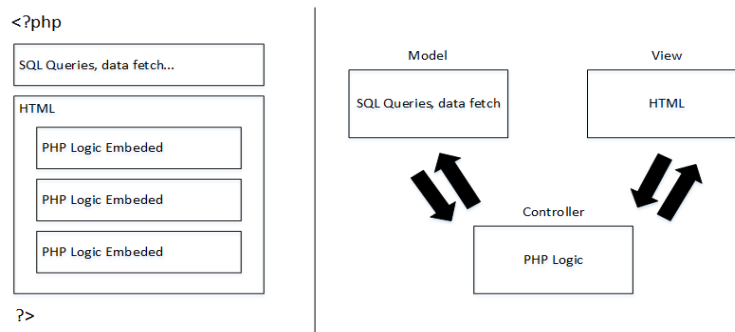 <?php
SQL Queries, data fetch...
HTML
PHP Logic Embeded
PHP Logic Embeded
PHP Logic Embeded
?>
Model
SQL Queries, data fetch
View
HTML
Controller
PHP Logic